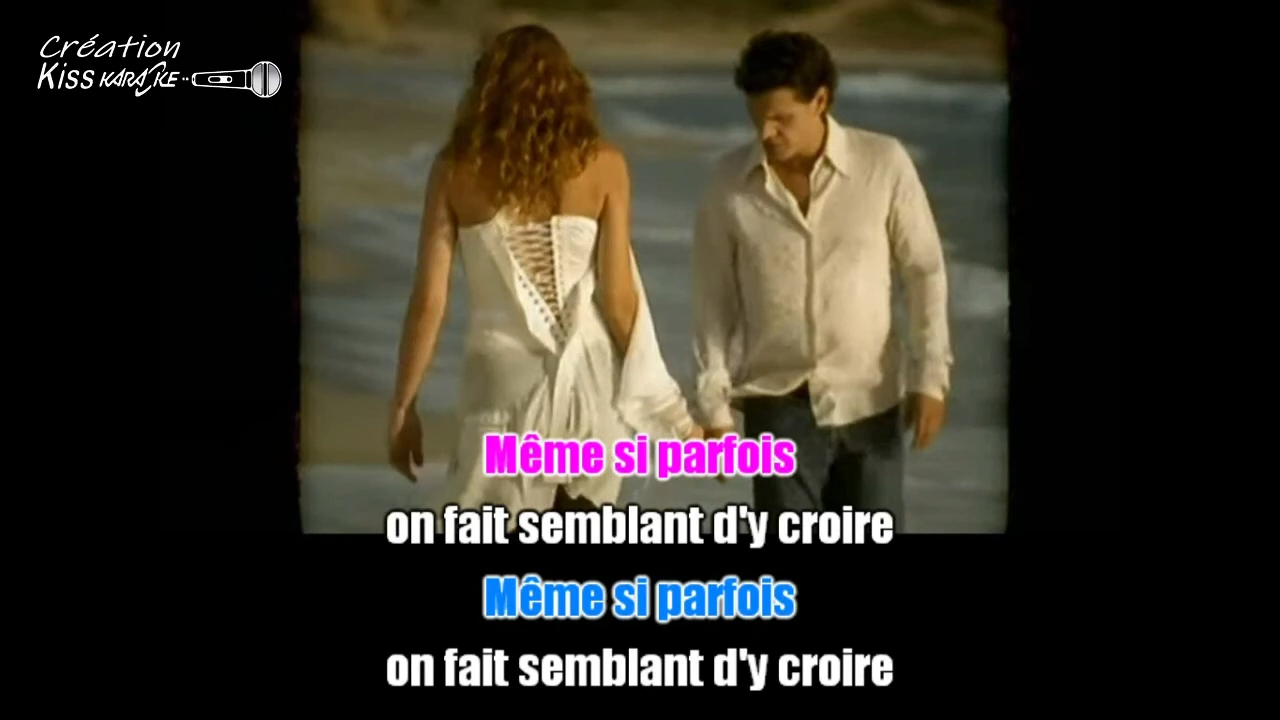 Création
Kiss KARAOKE
Même si parfois
on fait semblant d'y croire
Même si parfois
on fait semblant d'y croire